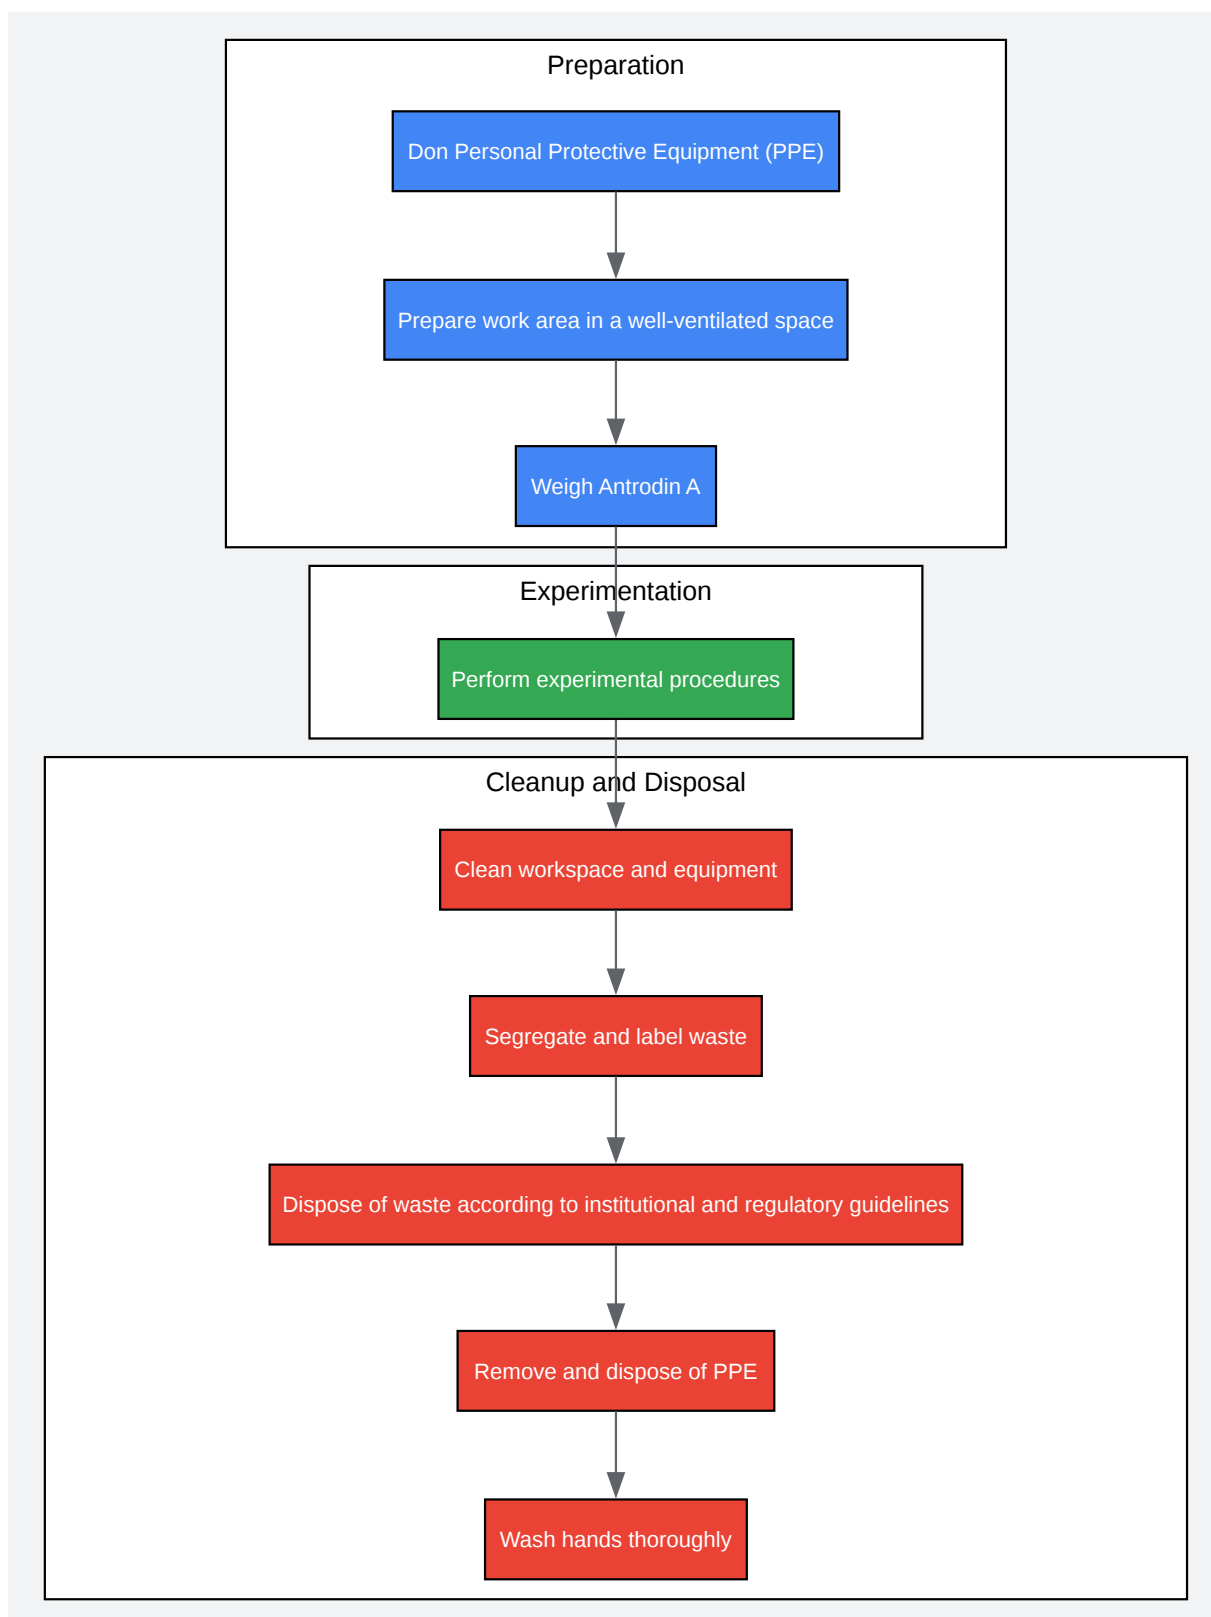 Preparation
Don Personal Protective Equipment (PPE)
Prepare work area in a well-ventilated space
Weigh Antrodin A
Experimentation
Perform experimental procedures
Cleanup and Disposal
Clean workspace and equipment
Segregate and label waste
Dispose of waste according to institutional and regulatory guidelines
Remove and dispose of PPE
Wash hands thoroughly